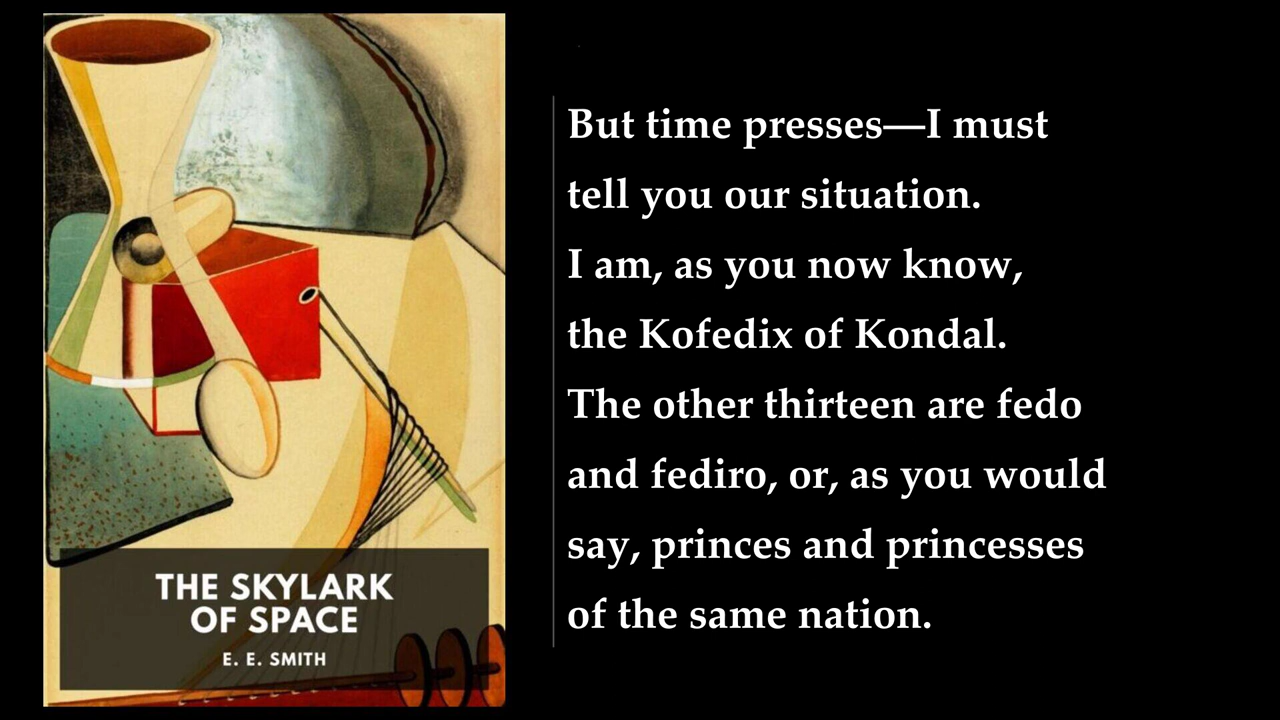 THE SKYLARK
OF SPACE
E. E. SMITH
But time presses—I must
tell you our situation.
I am, as you now know,
the Kofedix of Kondal.
The other thirteen are fedo
and fediro, or, as you would
say, princes and princesses
of the same nation.